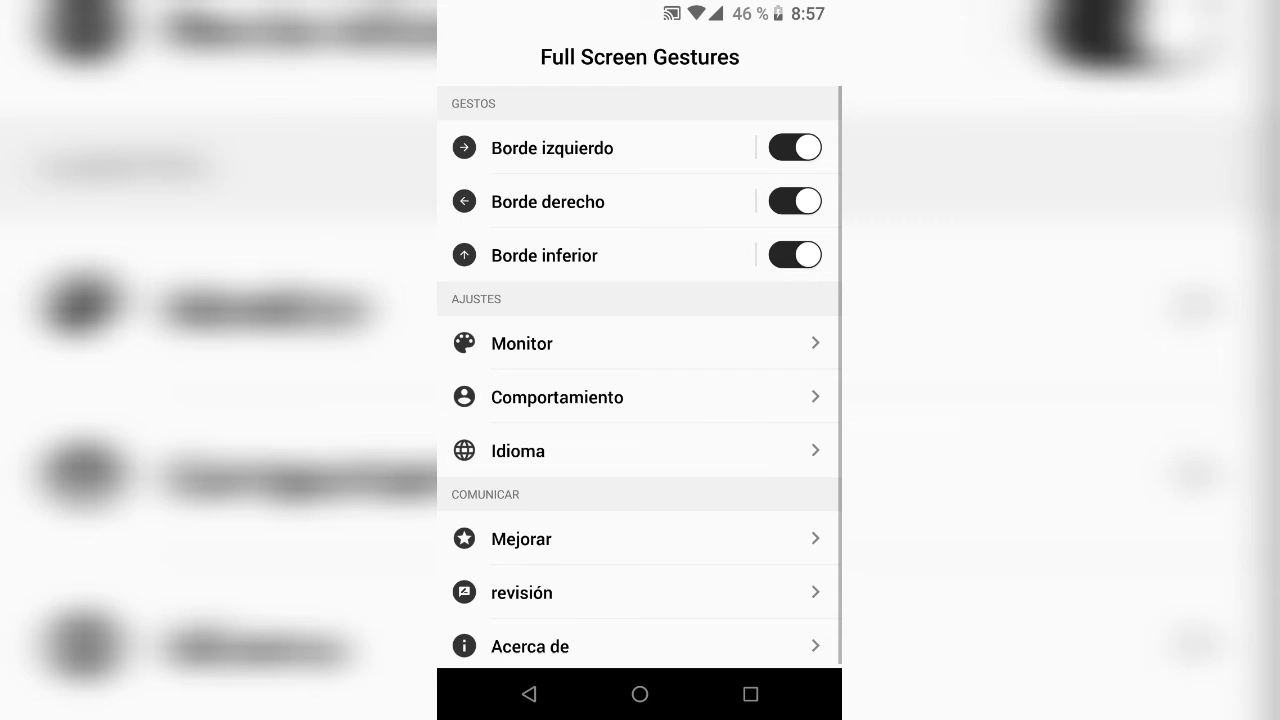 46 % 8:57
Full Screen Gestures
GESTOS
Borde izquierdo
Borde derecho
Borde inferior
AJUSTES
Monitor
Comportamiento
Idioma
COMUNICAR
Mejorar
revisión
Acerca de